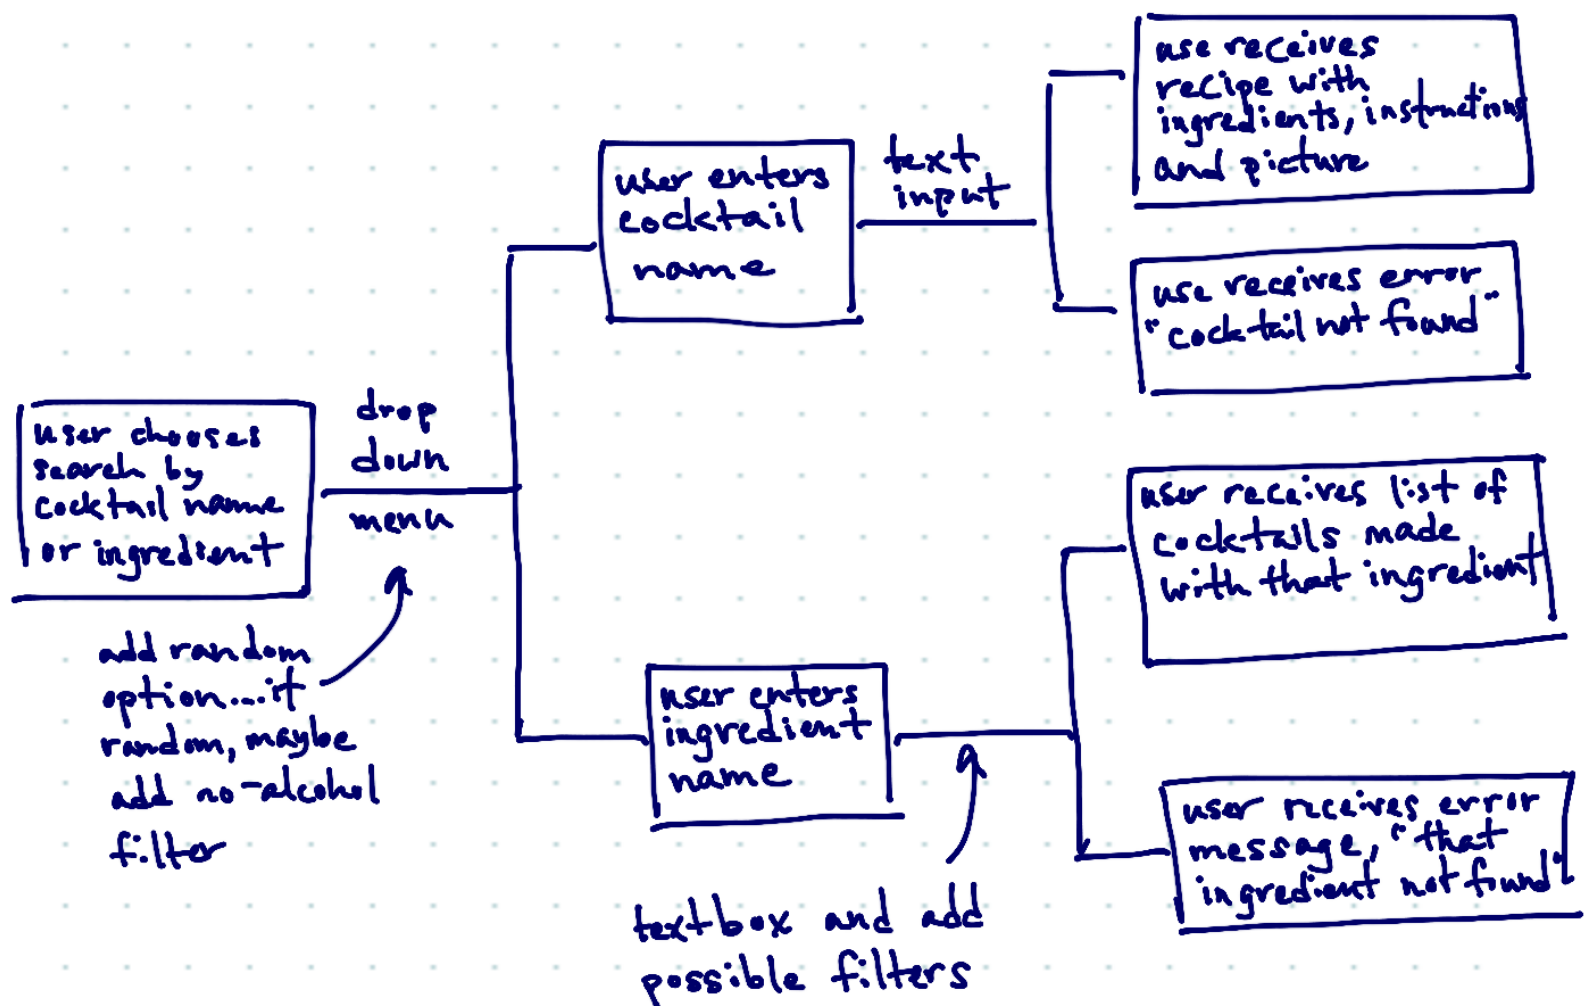 user chooses
search by
cocktail name
or ingredient
drop
down
menu
add random
option...if
random, maybe
add no-alcohol
filter
user enters
cocktail
name
text
input
use receives
recipe with
ingredients, instructions
and picture
use receives error
"cocktail not found"
user enters
ingredient
name
textbox and add
possible filters
user receives list of
cocktails made
with that ingredient
user receives error
message, "that
ingredient not found"